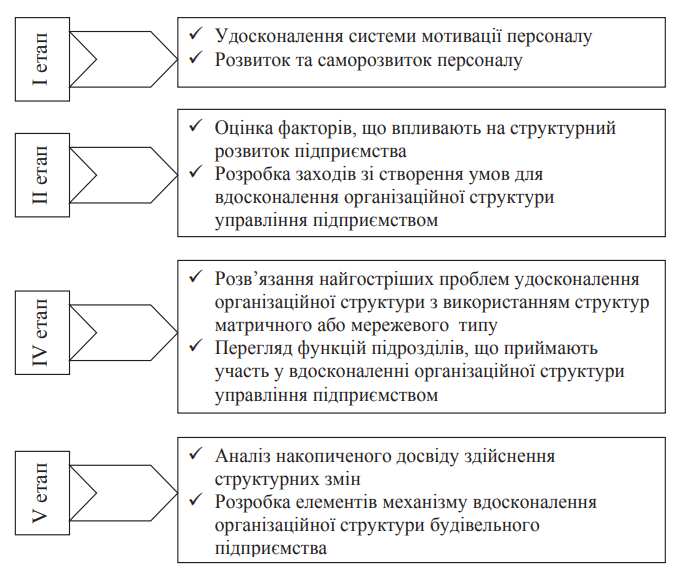 I етап
✓ Удосконалення системи мотивації персоналу
✓ Розвиток та саморозвиток персоналу
II етап
✓ Оцінка факторів, що впливають на структурний
розвиток підприємства
✓ Розробка заходів зі створення умов для
вдосконалення організаційної структури
управління підприємством
IV етап
✓ Розв’язання найгостріших проблем удосконалення
організаційної структури з використанням структур
матричного або мережевого типу
✓ Перегляд функцій підрозділів, що приймають
участь у вдосконаленні організаційної структури
управління підприємством
V етап
✓ Аналіз накопиченого досвіду здійснення
структурних змін
✓ Розробка елементів механізму вдосконалення
організаційної структури будівельного
підприємства